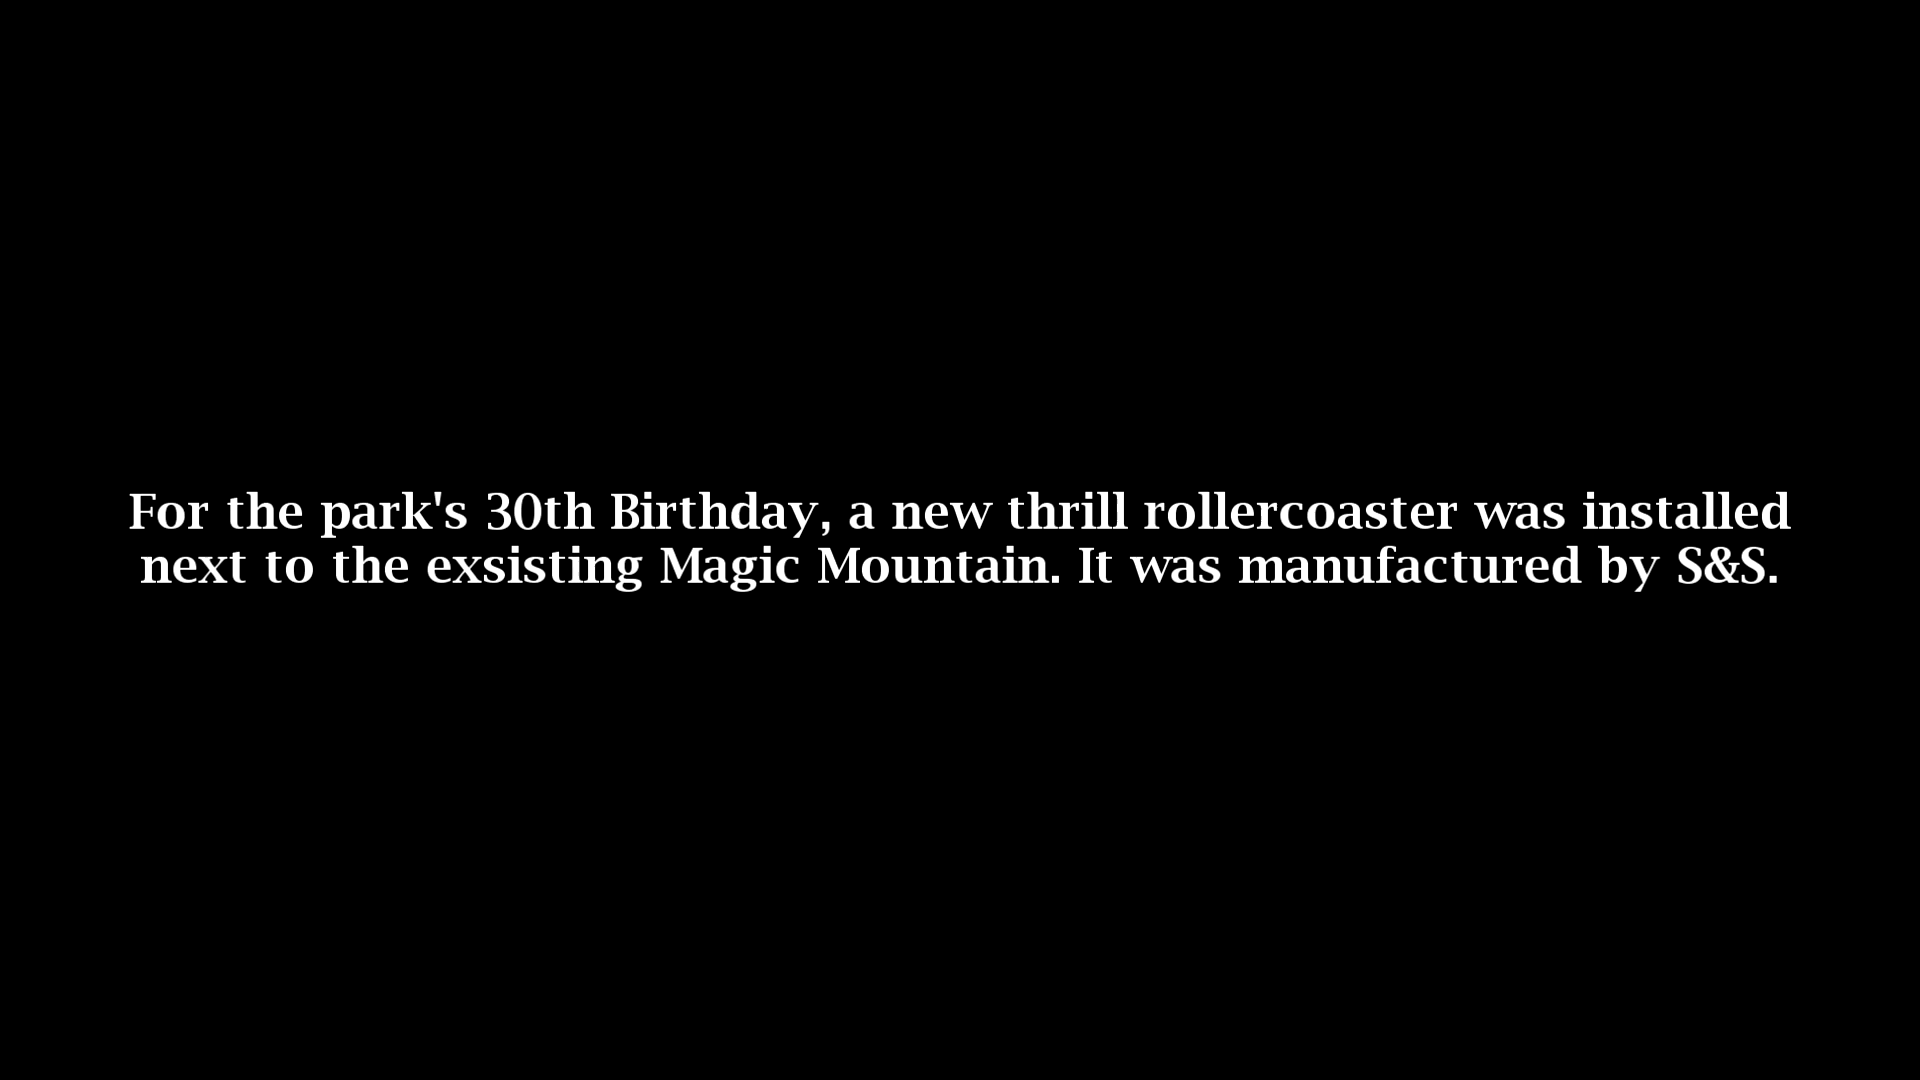 For the park's 30th Birthday, a new thrill rollercoaster was installed
next to the exsisting Magic Mountain. It was manufactured by S&S.